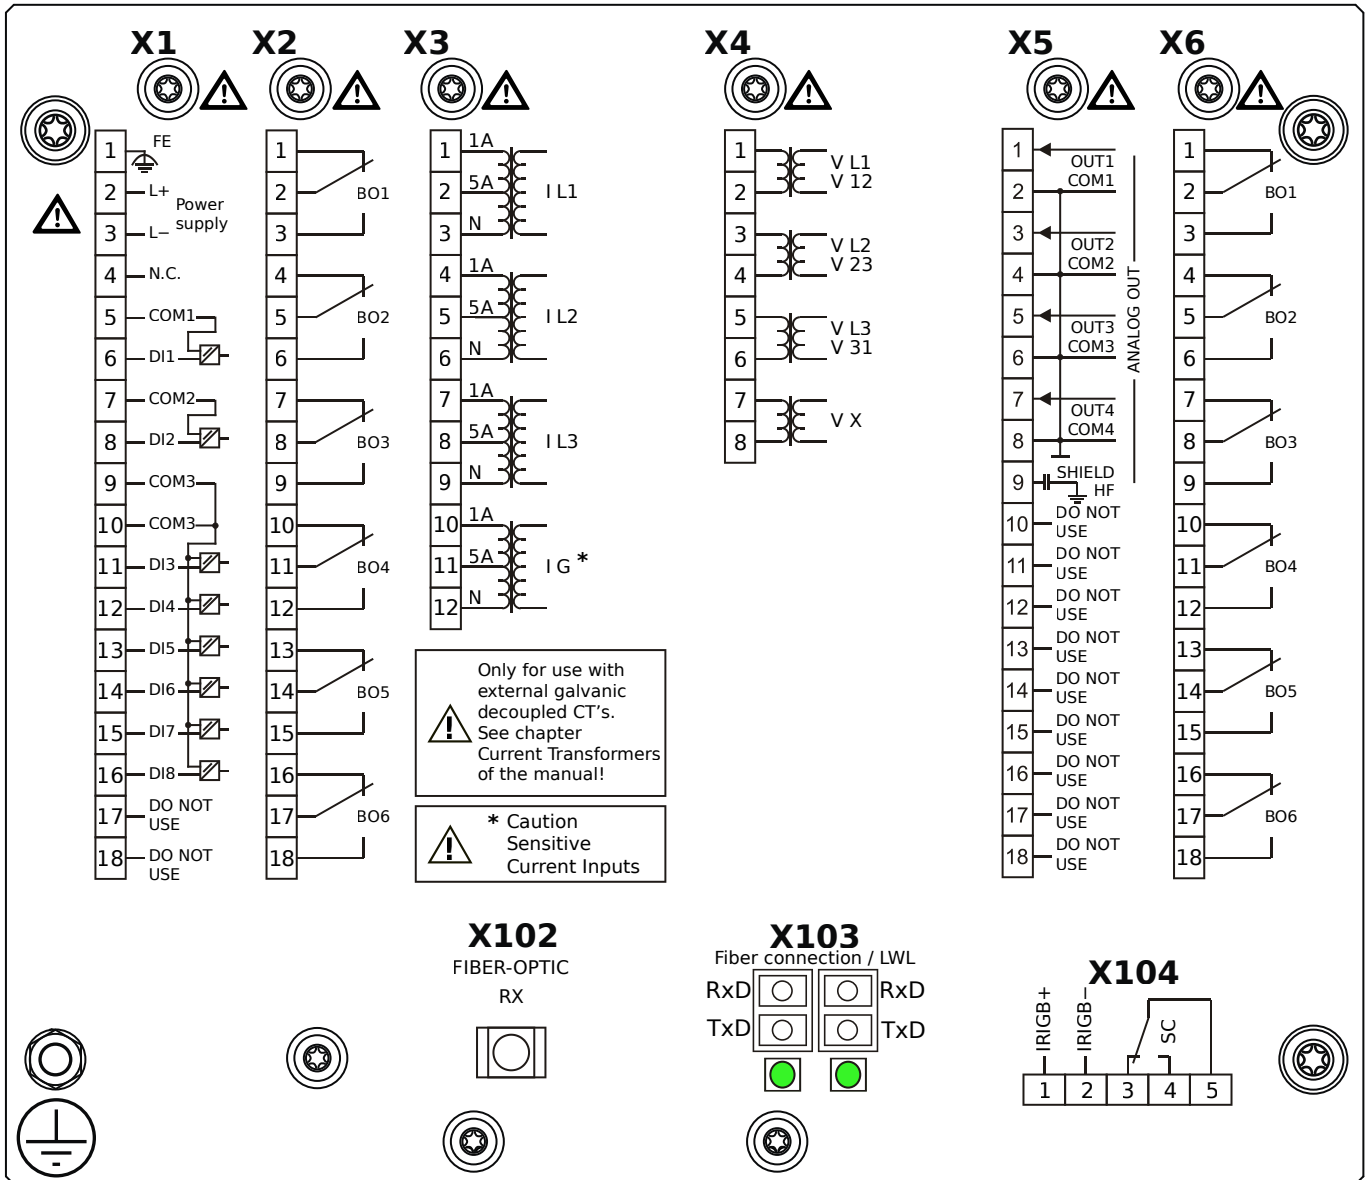 X1
X2
X3
X4
X5
X6
1 FE
2 L+
Power
supply
3 L−
4 N.C.
5 COM1
6 DI1
7 COM2
8 DI2
9 COM3
10 COM3
11 DI3
12 DI4
13 DI5
14 DI6
15 DI7
16 DI8
17 DO NOT
USE
18 DO NOT
USE
1
2 BO1
3
4
5 BO2
6
7
8 BO3
9
10
11 BO4
12
13
14 BO5
15
16
17 BO6
18
1 1A
2 5A I L1
3 N
4 1A
5 5A I L2
6 N
7 1A
8 5A I L3
9 N
10 1A
11 5A I G *
12 N
Only for use with
external galvanic
decoupled CT's.
See chapter
Current Transformers
of the manual!
* Caution
Sensitive
Current Inputs
1 V L1
2 V 12
3 V L2
4 V 23
5 V L3
6 V 31
7 V X
8
1 OUT1
2 COM1
3 OUT2
4 COM2
5 OUT3
6 COM3
7 OUT4
8 COM4
ANALOG OUT
9 SHIELD
HF
10 DO NOT
USE
11 DO NOT
USE
12 DO NOT
USE
13 DO NOT
USE
14 DO NOT
USE
15 DO NOT
USE
16 DO NOT
USE
17 DO NOT
USE
18 DO NOT
USE
1
2 BO1
3
4
5 BO2
6
7
8 BO3
9
10
11 BO4
12
13
14 BO5
15
16
17 BO6
18
X102
FIBER-OPTIC
RX
X103
Fiber connection / LWL
RxD RxD
TxD TxD
X104
IRIGB+
IRIGB−
SC
1 2 3 4 5